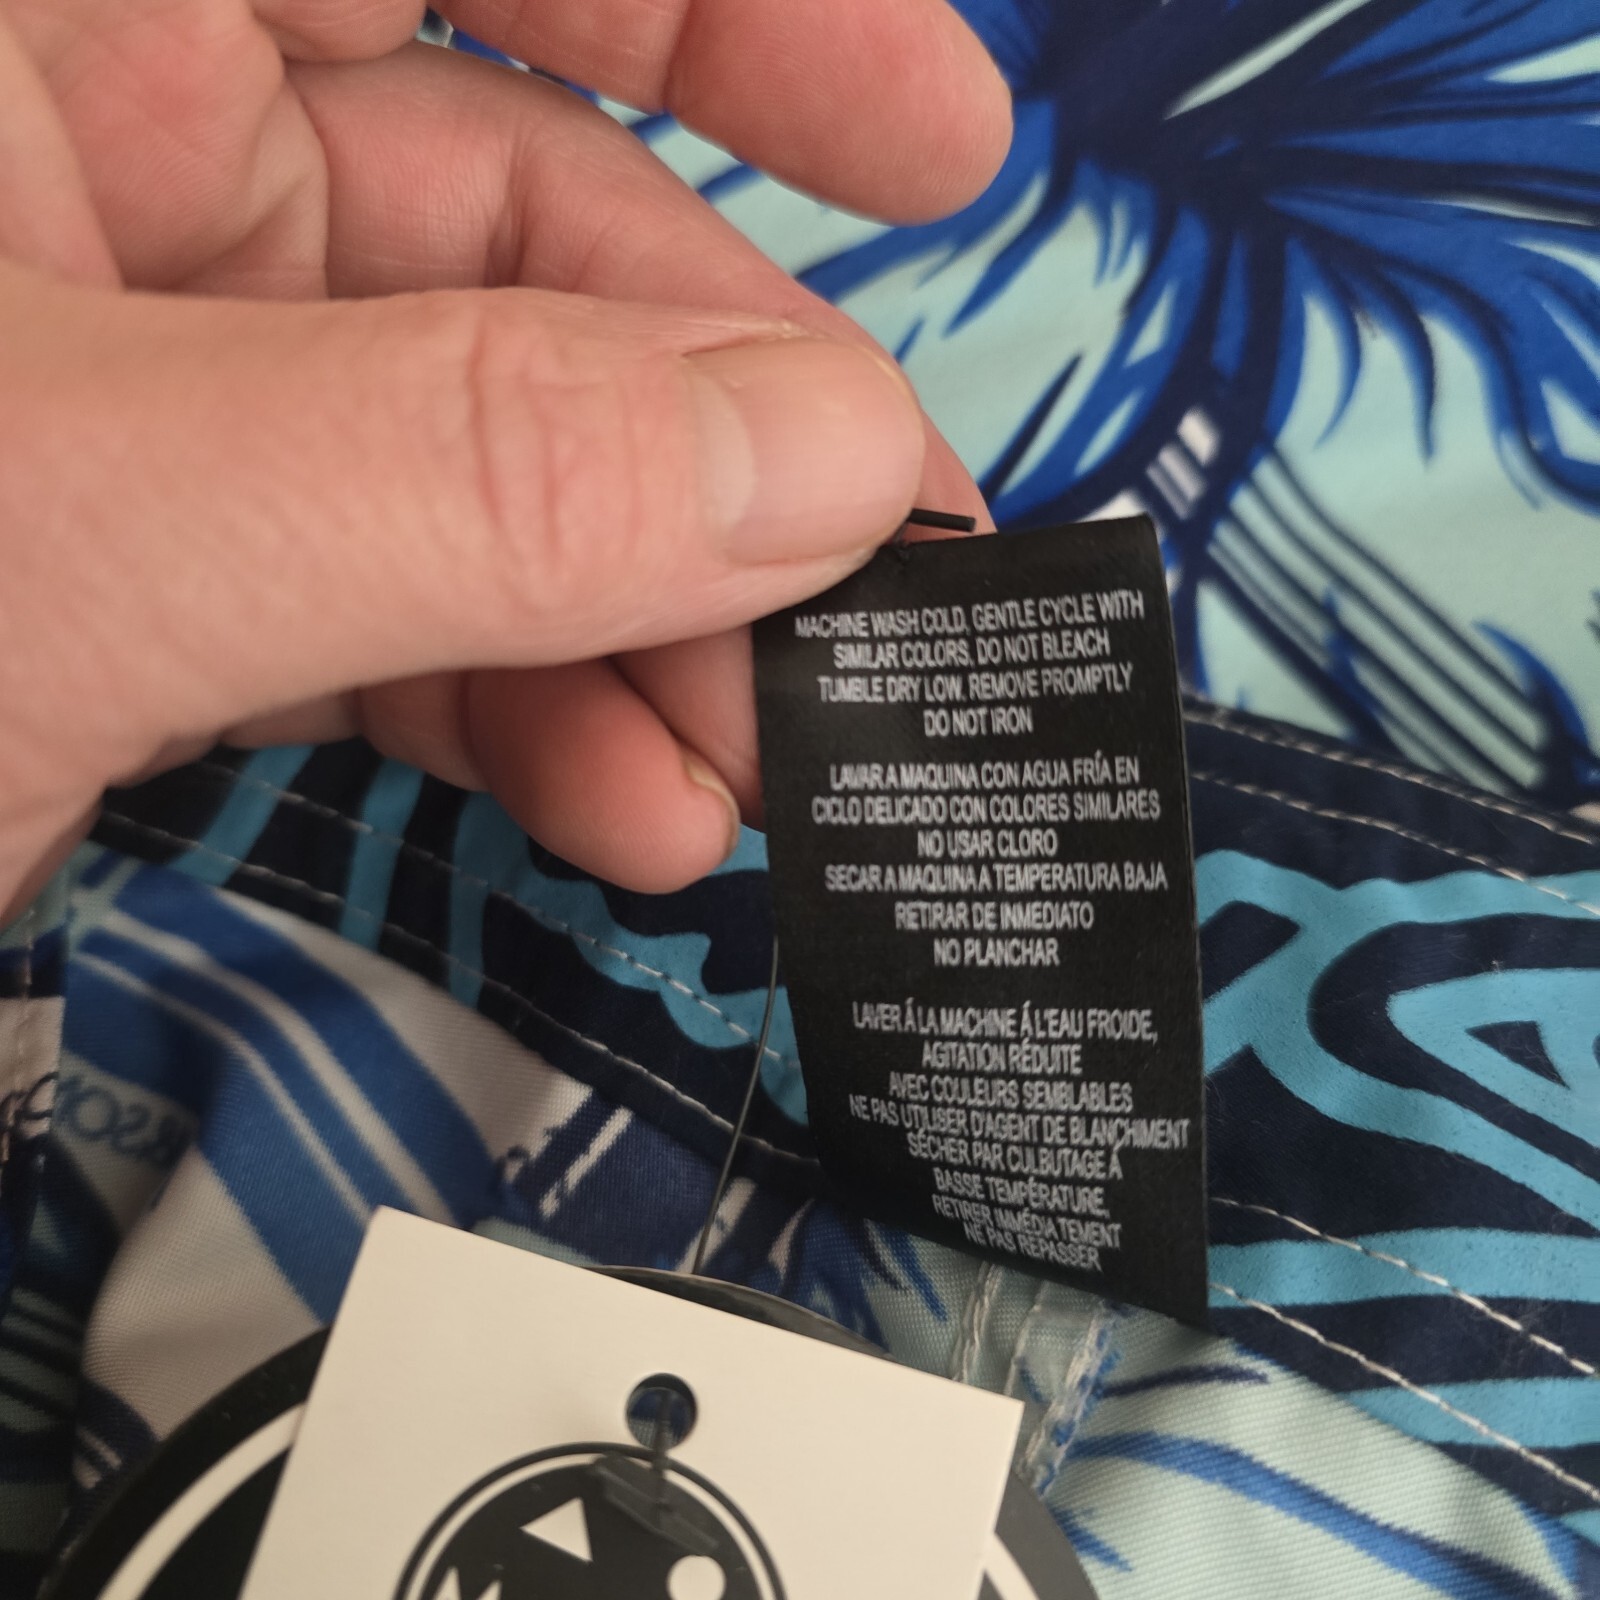 MACHINE WASH COLD, GENTLE CYCLE WITH
SIMILAR COLORS, DO NOT BLEACH
TUMBLE DRY LOW. REMOVE PROMPTLY
DO NOT IRON
LAVAR A MAQUINA CON AGUA FRÍA EN
CICLO DELICADO CON COLORES SIMILARES
NO USAR CLORO
SECAR A MAQUINA A TEMPERATURA BAJA
RETIRAR DE INMEDIATO
NO PLANCHAR
LAVER Á LA MACHINE Á L'EAU FROIDE,
AGITATION RÉDUITE
AVEC COULEURS SEMBLABLES
NE PAS UTILISER D'AGENT DE BLANCHIMENT
SÉCHER PAR CULBUTAGE Á
BASSE TEMPÉRATURE.
RETIRER IMMÉDIA TEMENT
NE PAS REPASSER